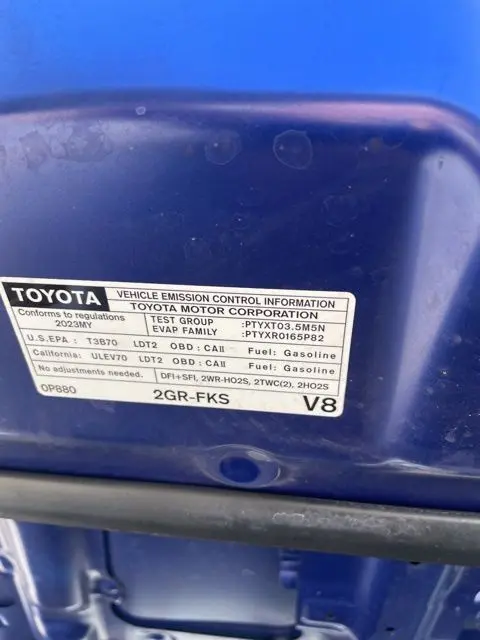 TOYOTA
VEHICLE EMISSION CONTROL INFORMATION
TOYOTA MOTOR CORPORATION
Conforms to regulations
2023MY
TEST GROUP :PTYXT03.5M5N
EVAP FAMILY :PTYXR0165P82
U.S.EPA : T3B70 LDT2 OBD : CAII Fuel: Gasoline
California: ULEV70 LDT2 OBD : CAII Fuel: Gasoline
No adjustments needed
DFI+SFI, 2WR-HO2S, 2TWC(2), 2HO2S
0P880
2GR-FKS
V8